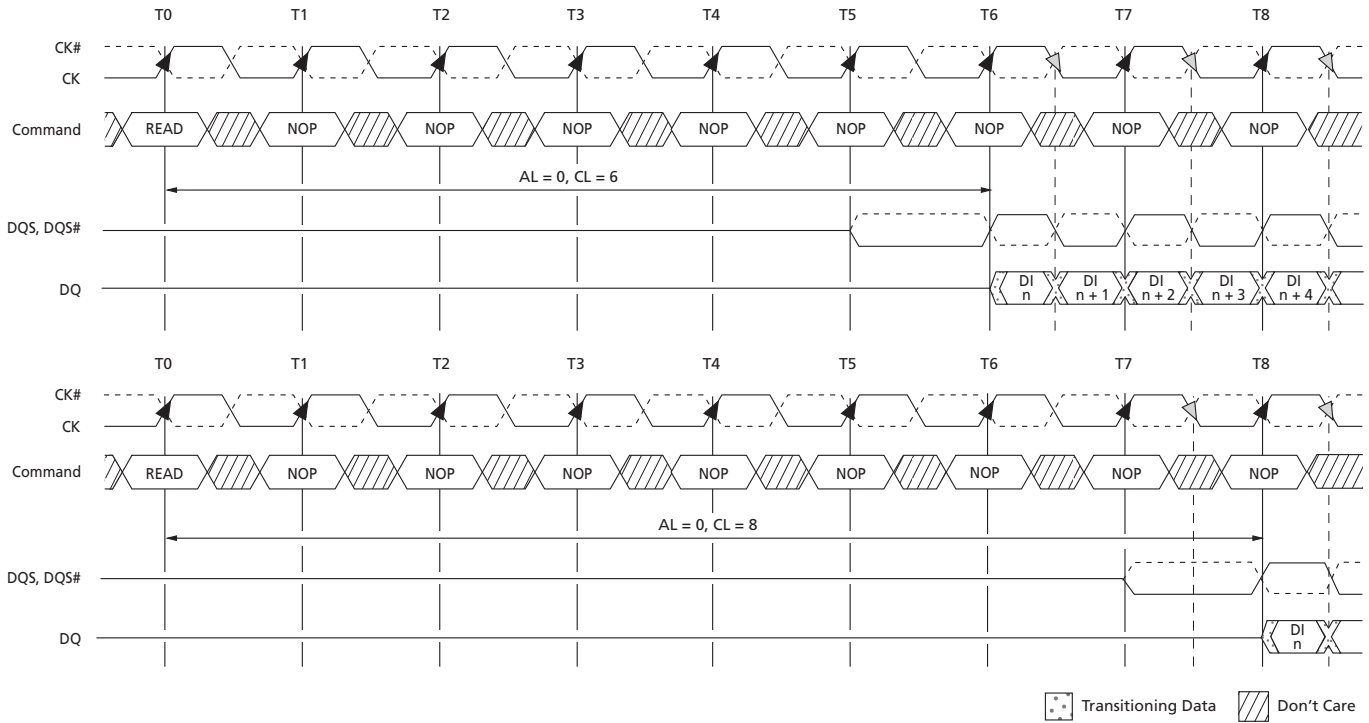 T0 T1 T2 T3 T4 T5 T6 T7 T8
CK#
CK
Command READ NOP NOP NOP NOP NOP NOP NOP NOP
AL = 0, CL = 6
DQS, DQS#
DQ DI n DI n + 1 DI n + 2 DI n + 3 DI n + 4
T0 T1 T2 T3 T4 T5 T6 T7 T8
CK#
CK
Command READ NOP NOP NOP NOP NOP NOP NOP NOP
AL = 0, CL = 8
DQS, DQS#
DQ DI n
Transitioning Data Don't Care